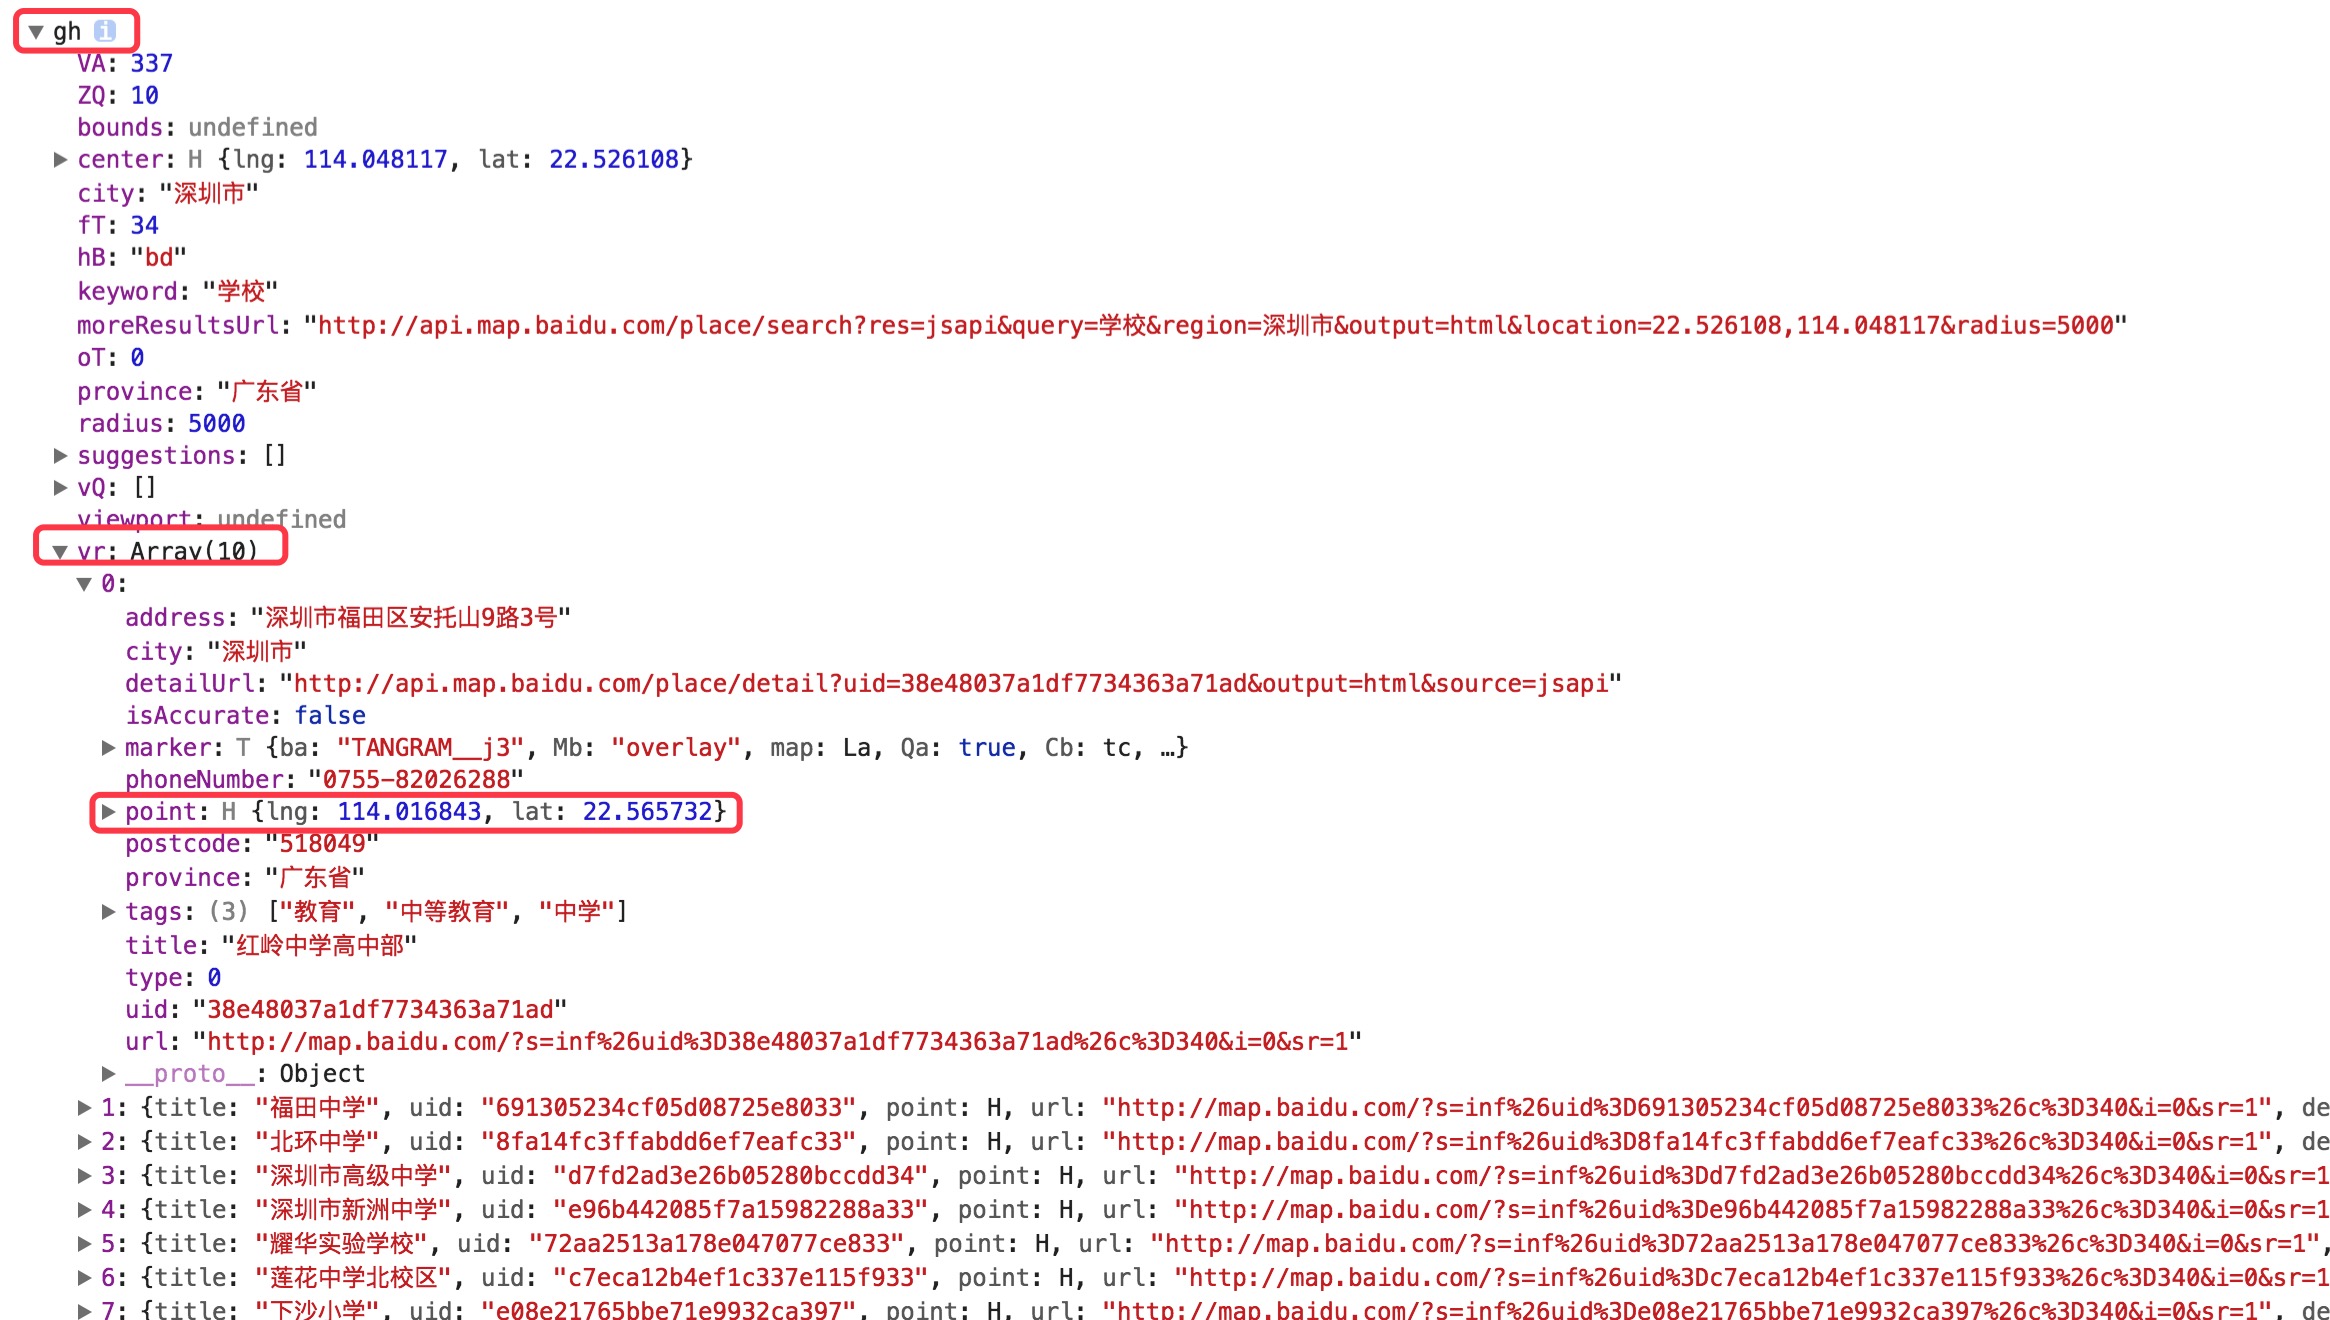 ▼ gh i
VA: 337
ZQ: 10
bounds: undefined
▶ center: H {lng: 114.048117, lat: 22.526108}
city: "深圳市"
fT: 34
hB: "bd"
keyword: "学校"
moreResultsUrl: "http://api.map.baidu.com/place/search?res=jsapi&query=学校&region=深圳市&output=html&location=22.526108,114.048117&radius=5000"
oT: 0
province: "广东省"
radius: 5000
▶ suggestions: []
▶ vQ: []
viewport: undefined
▼ vr: Array(10)
▼ 0:
address: "深圳市福田区安托山9路3号"
city: "深圳市"
detailUrl: "http://api.map.baidu.com/place/detail?uid=38e48037a1df7734363a71ad&output=html&source=jsapi"
isAccurate: false
▶ marker: T {ba: "TANGRAM__j3", Mb: "overlay", map: La, Qa: true, Cb: tc, …}
phoneNumber: "0755-82026288"
▶ point: H {lng: 114.016843, lat: 22.565732}
postcode: "518049"
province: "广东省"
▶ tags: (3) ["教育", "中等教育", "中学"]
title: "红岭中学高中部"
type: 0
uid: "38e48037a1df7734363a71ad"
url: "http://map.baidu.com/?s=inf%26uid%3D38e48037a1df7734363a71ad%26c%3D340&i=0&sr=1"
▶ __proto__: Object
▶ 1: {title: "福田中学", uid: "691305234cf05d08725e8033", point: H, url: "http://map.baidu.com/?s=inf%26uid%3D691305234cf05d08725e8033%26c%3D340&i=0&sr=1", de
▶ 2: {title: "北环中学", uid: "8fa14fc3ffabdd6ef7eafc33", point: H, url: "http://map.baidu.com/?s=inf%26uid%3D8fa14fc3ffabdd6ef7eafc33%26c%3D340&i=0&sr=1", de
▶ 3: {title: "深圳市高级中学", uid: "d7fd2ad3e26b05280bccdd34", point: H, url: "http://map.baidu.com/?s=inf%26uid%3Dd7fd2ad3e26b05280bccdd34%26c%3D340&i=0&sr=1
▶ 4: {title: "深圳市新洲中学", uid: "e96b442085f7a15982288a33", point: H, url: "http://map.baidu.com/?s=inf%26uid%3De96b442085f7a15982288a33%26c%3D340&i=0&sr=1
▶ 5: {title: "耀华实验学校", uid: "72aa2513a178e047077ce833", point: H, url: "http://map.baidu.com/?s=inf%26uid%3D72aa2513a178e047077ce833%26c%3D340&i=0&sr=1",
▶ 6: {title: "莲花中学北校区", uid: "c7eca12b4ef1c337e115f933", point: H, url: "http://map.baidu.com/?s=inf%26uid%3Dc7eca12b4ef1c337e115f933%26c%3D340&i=0&sr=1
▶ 7: {title: "下沙小学", uid: "e08e21765bbe71e9932ca397", point: H, url: "http://map.baidu.com/?s=inf%26uid%3De08e21765bbe71e9932ca397%26c%3D340&i=0&sr=1", de